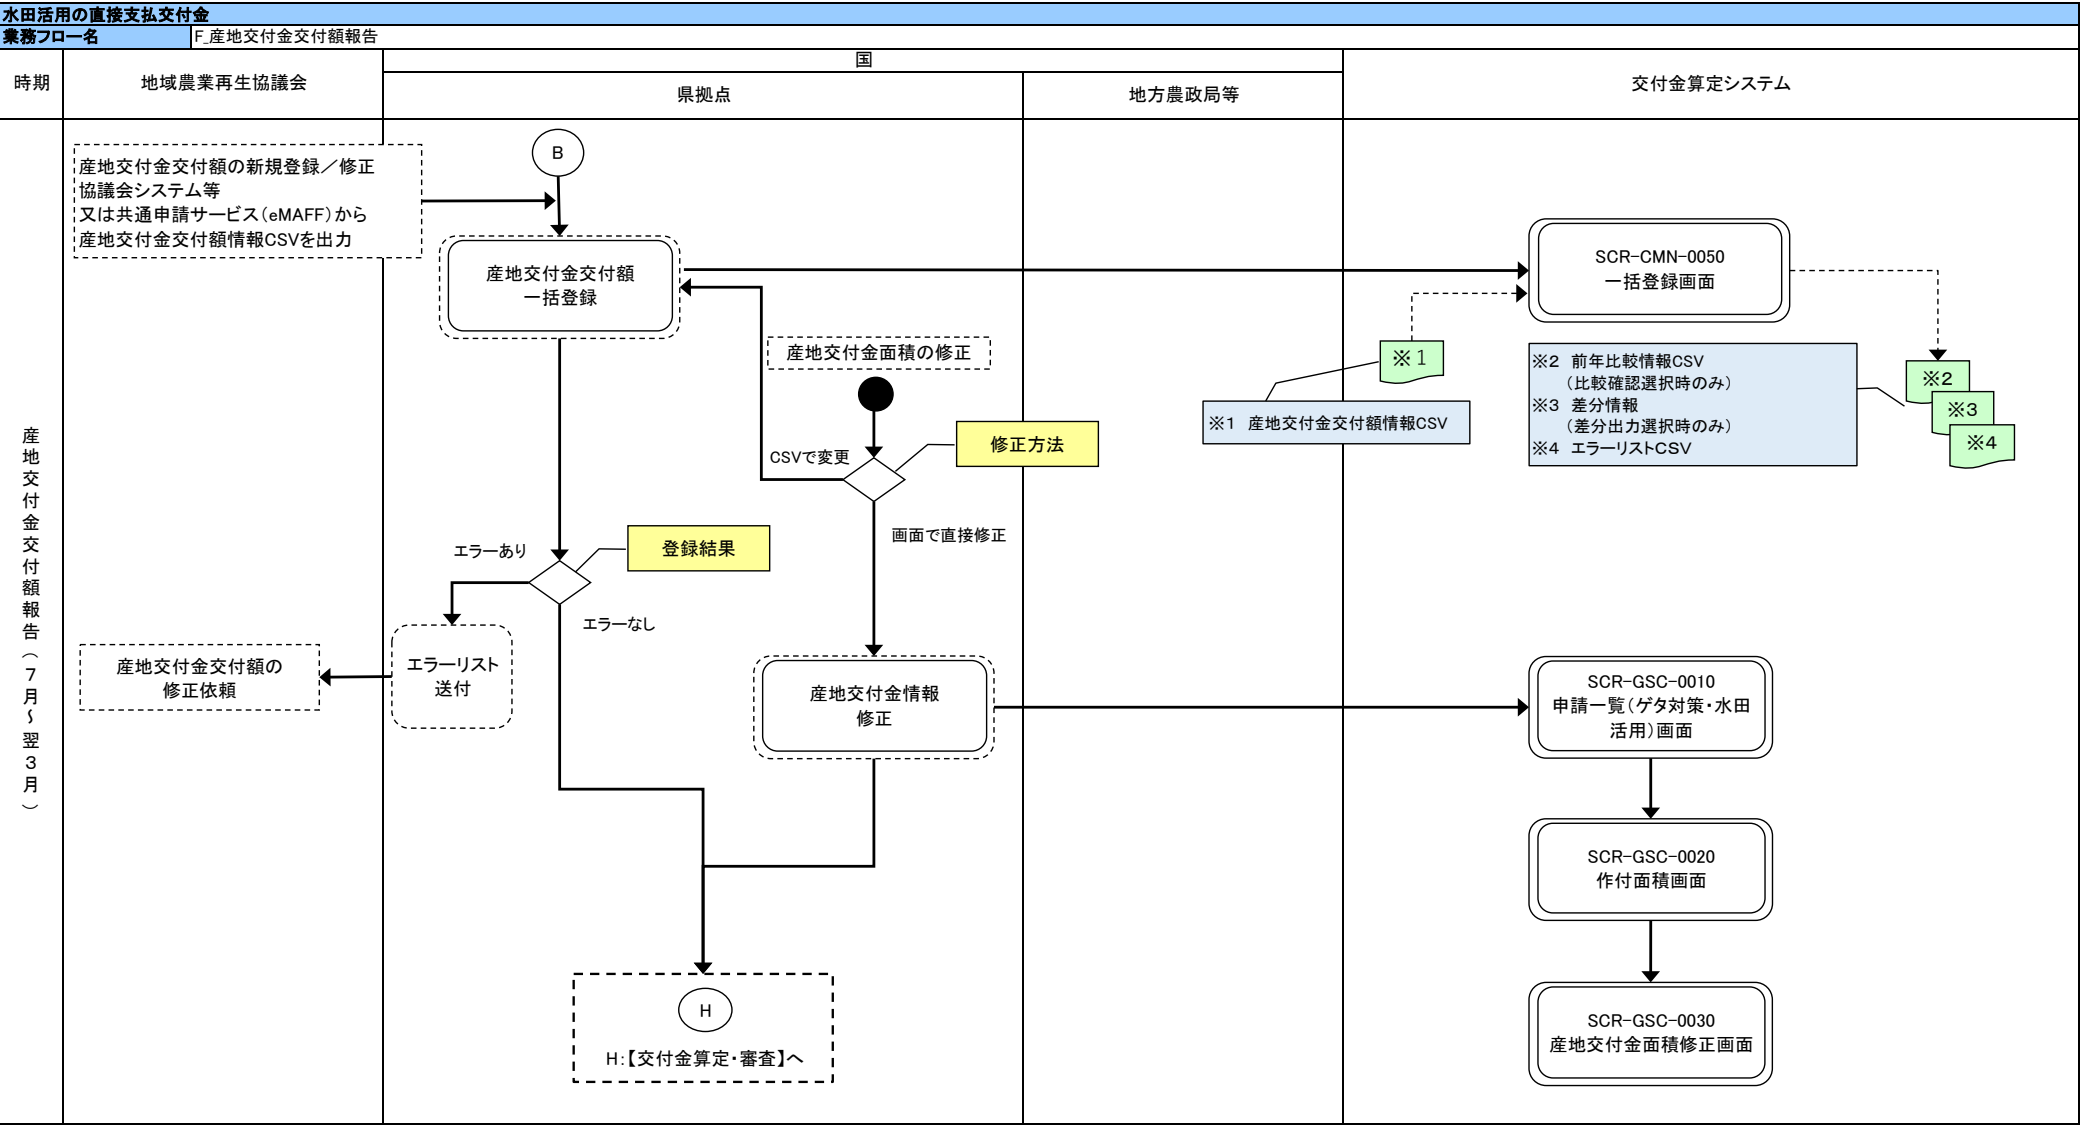 水田活用の直接支払交付金
業務フロー名
F_産地交付金交付額報告
時期
地域農業再生協議会
国
県拠点
地方農政局等
交付金算定システム
産地交付金交付額報告（７月～翌３月）
産地交付金交付額の新規登録／修正
協議会システム等
又は共通申請サービス（eMAFF）から
産地交付金交付額情報CSVを出力
B
産地交付金交付額
一括登録
SCR-CMN-0050
一括登録画面
産地交付金面積の修正
※1
※1　産地交付金交付額情報CSV
※2　前年比較情報CSV
（比較確認選択時のみ）
※3　差分情報
（差分出力選択時のみ）
※4　エラーリストCSV
※2
※3
※4
修正方法
CSVで変更
画面で直接修正
登録結果
エラーあり
エラーなし
エラーリスト
送付
産地交付金交付額の
修正依頼
産地交付金情報
修正
SCR-GSC-0010
申請一覧（ゲタ対策・水田
活用）画面
SCR-GSC-0020
作付面積画面
SCR-GSC-0030
産地交付金面積修正画面
H
H:【交付金算定・審査】へ